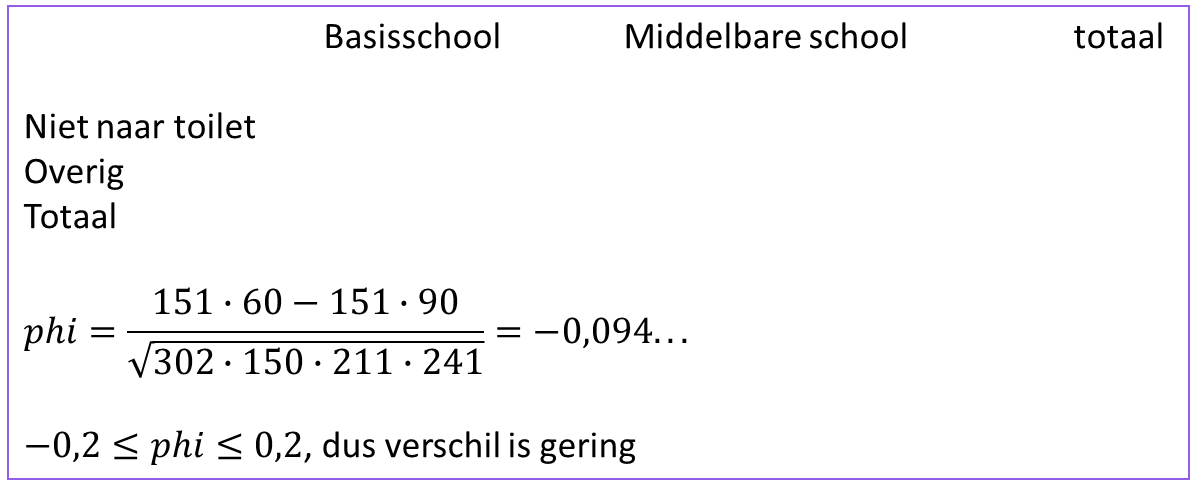 Basisschool Middelbare school totaal
Niet naar toilet
Overig
Totaal
phi = (151 · 60 − 151 · 90) / √(302 · 150 · 211 · 241) = −0,094…
−0,2 ≤ phi ≤ 0,2, dus verschil is gering